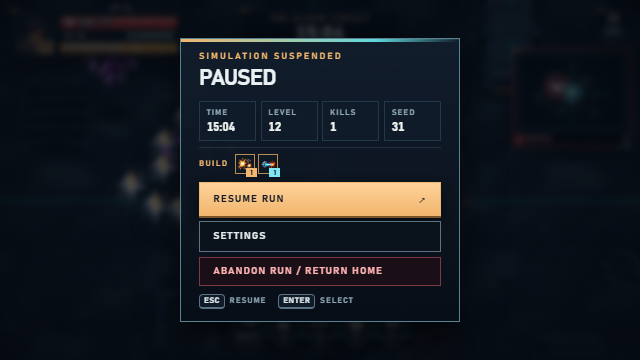 SIMULATION SUSPENDED
PAUSED
TIME LEVEL KILLS SEED
15:04 12 1 31
BUILD 1 1
RESUME RUN ↗
SETTINGS
ABANDON RUN / RETURN HOME
ESC RESUME ENTER SELECT